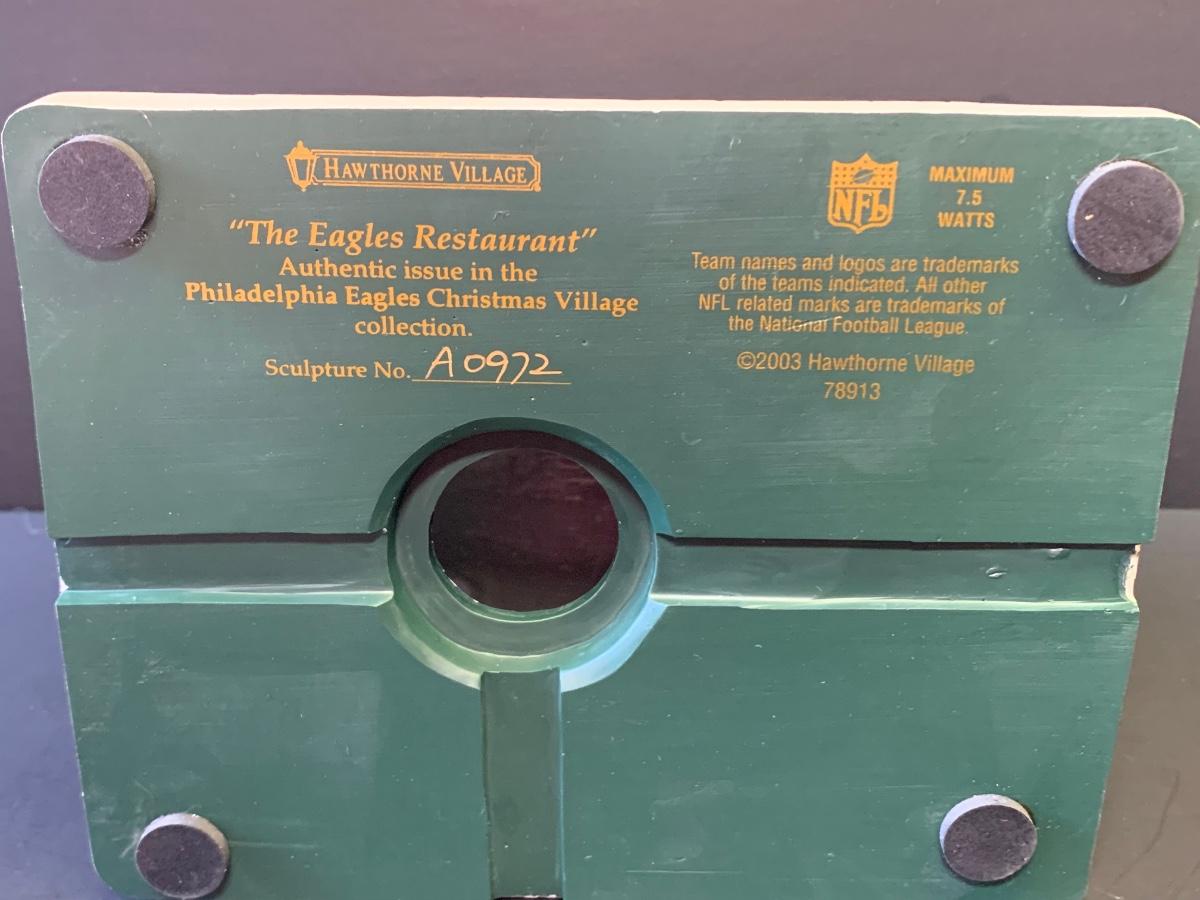 HAWTHORNE VILLAGE
"The Eagles Restaurant"
Authentic issue in the
Philadelphia Eagles Christmas Village
collection.
Sculpture No. A0972
NFL
MAXIMUM
7.5
WATTS
Team names and logos are trademarks
of the teams indicated. All other
NFL related marks are trademarks of
the National Football League.
©2003 Hawthorne Village
78913